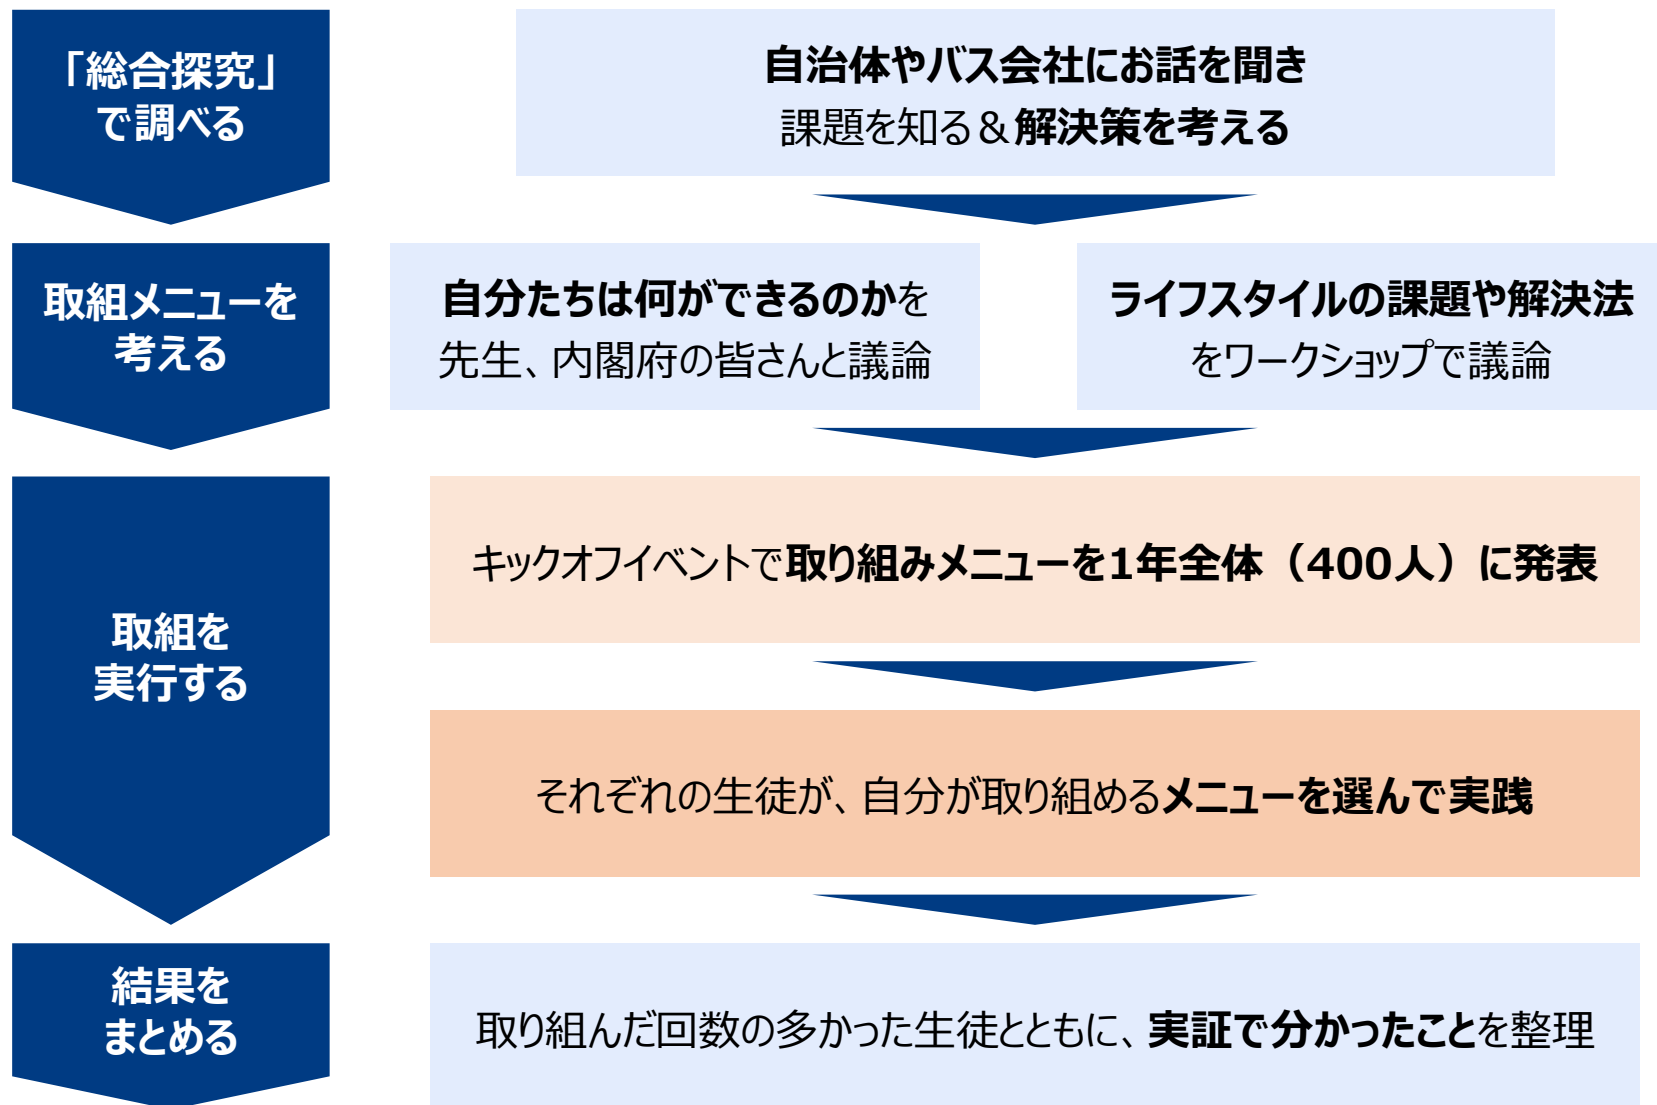 「総合探究」
で調べる
自治体やバス会社にお話を聞き
課題を知る＆解決策を考える
取組メニューを
考える
自分たちは何ができるのかを
先生、内閣府の皆さんと議論
ライフスタイルの課題や解決法
をワークショップで議論
取組を
実行する
キックオフイベントで取り組みメニューを1年全体（400人）に発表
それぞれの生徒が、自分が取り組めるメニューを選んで実践
結果を
まとめる
取り組んだ回数の多かった生徒とともに、実証で分かったことを整理